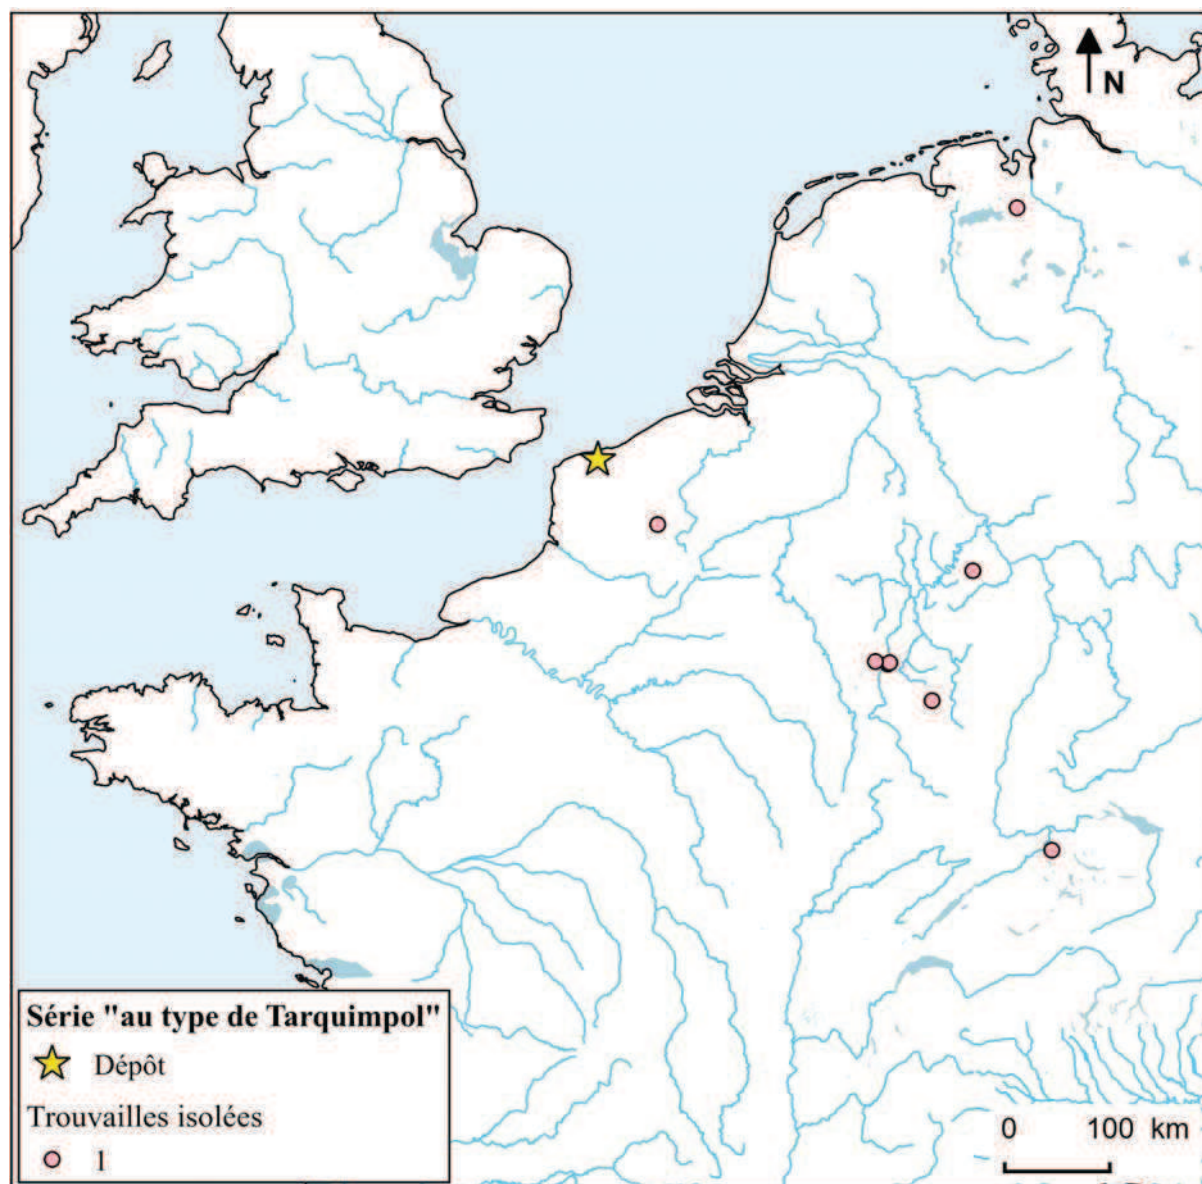 N
Série "au type de Tarquimpol"
Dépôt
Trouvailles isolées
1
0 100 km